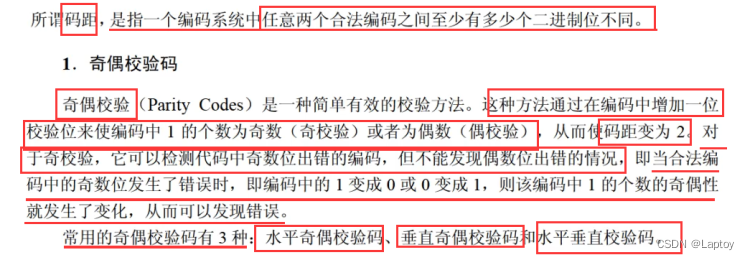 所谓码距，是指一个编码系统中任意两个合法编码之间至少有多少个二进制位不同。
1．奇偶校验码
奇偶校验（Parity Codes）是一种简单有效的校验方法。这种方法通过在编码中增加一位
校验位来使编码中 1 的个数为奇数（奇校验）或者为偶数（偶校验），从而使码距变为 2。对
于奇校验，它可以检测代码中奇数位出错的编码，但不能发现偶数位出错的情况，即当合法编
码中的奇数位发生了错误时，即编码中的 1 变成 0 或 0 变成 1，则该编码中 1 的个数的奇偶性
就发生了变化，从而可以发现错误。
常用的奇偶校验码有 3 种：水平奇偶校验码、垂直奇偶校验码和水平垂直校验码。
CSDN @Laptoy